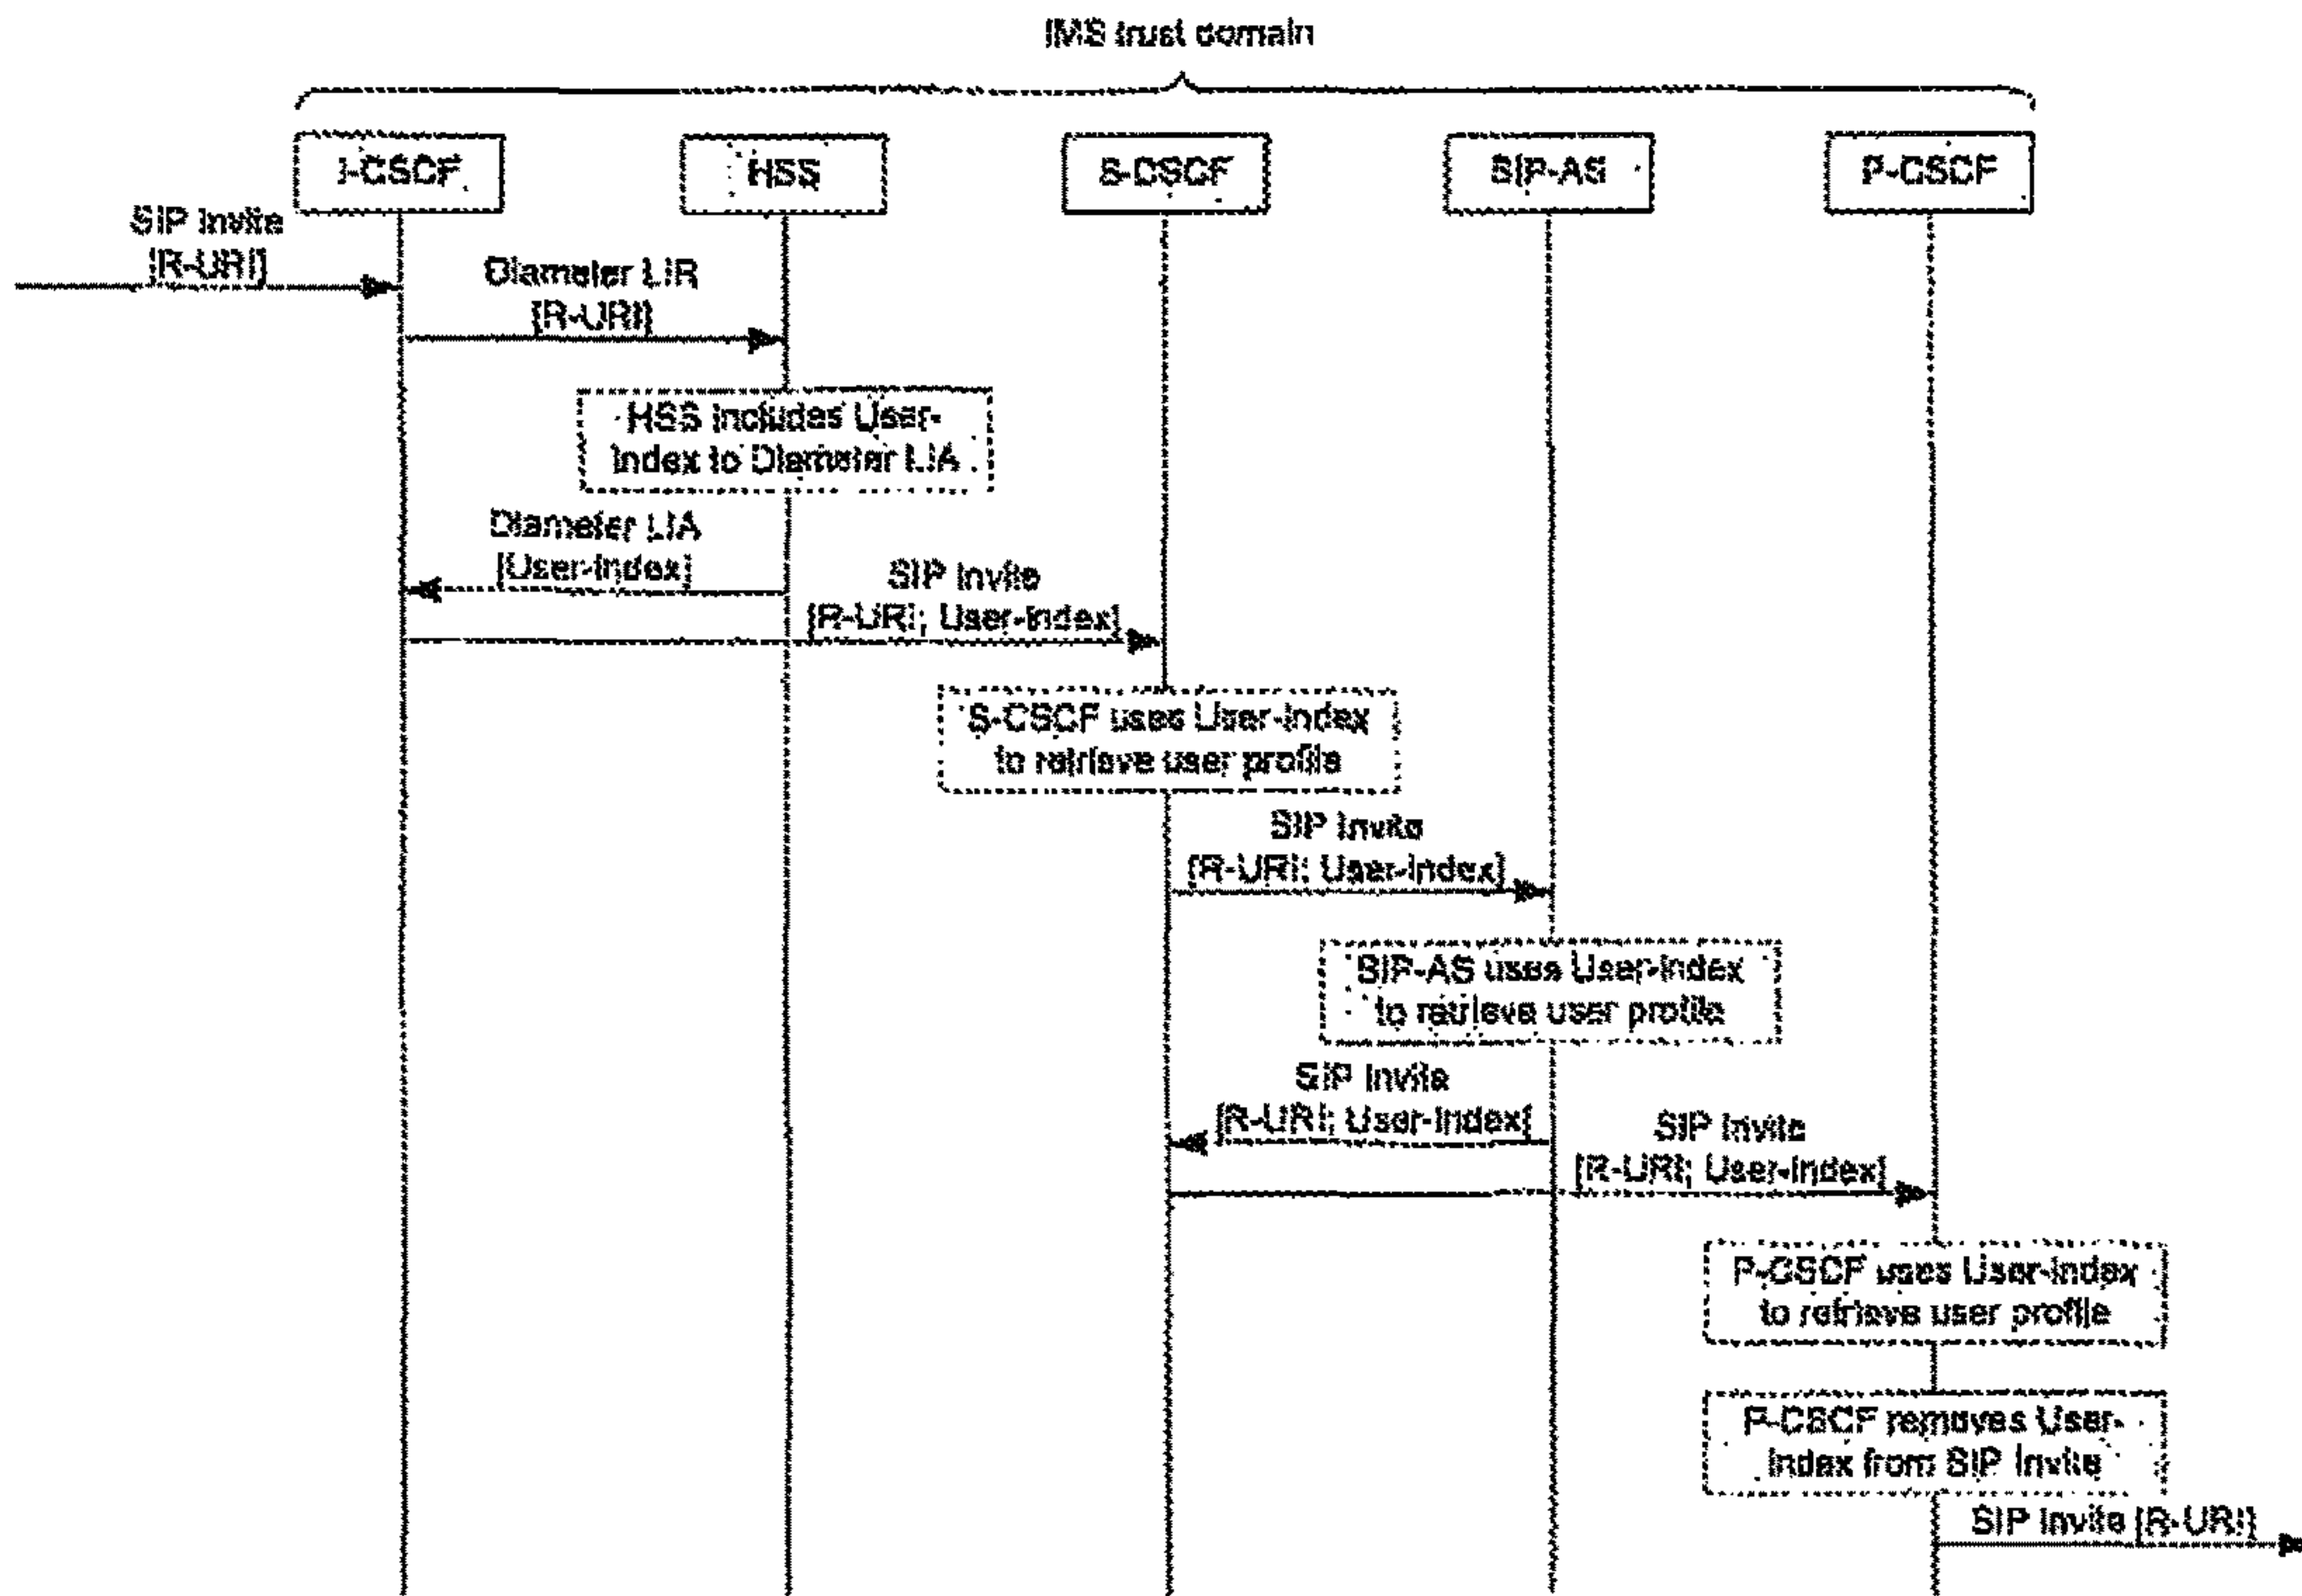 IMS trust domain
I-CSCF
HSS
S-CSCF
SIP-AS
P-CSCF
SIP Invite
[R-URI]
Diameter LIR
[R-URI]
HSS includes User-
Index to Diameter LIA
Diameter LIA
[User-Index]
SIP Invite
[R-URI; User-Index]
S-CSCF uses User-Index
to retrieve user profile
SIP Invite
[R-URI; User-Index]
SIP-AS uses User-Index
to retrieve user profile
SIP Invite
[R-URI; User-Index]
SIP Invite
[R-URI; User-Index]
P-CSCF uses User-Index
to retrieve user profile
P-CSCF removes User-
Index from SIP Invite
SIP Invite [R-URI]